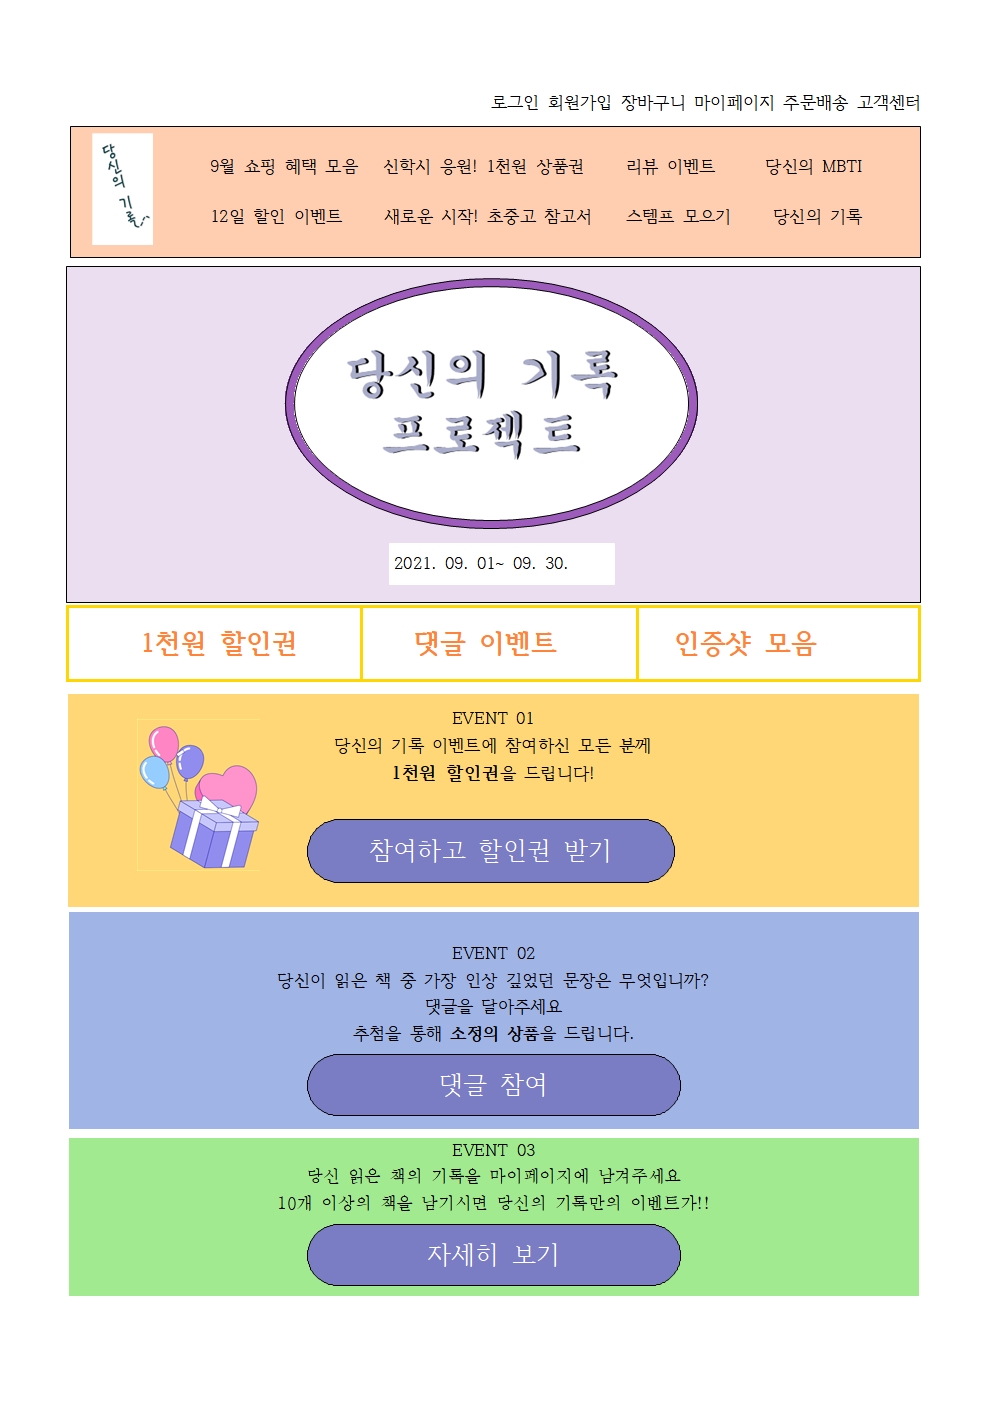 로그인 회원가입 장바구니 마이페이지 주문배송 고객센터
당신의 기록
9월 쇼핑 혜택 모음 신학시 응원! 1천원 상품권 리뷰 이벤트 당신의 MBTI
12일 할인 이벤트 새로운 시작! 초중고 참고서 스템프 모으기 당신의 기록
당신의 기록
프로젝트
2021. 09. 01~ 09. 30.
1천원 할인권 댓글 이벤트 인증샷 모음
EVENT 01
당신의 기록 이벤트에 참여하신 모든 분께
1천원 할인권을 드립니다!
참여하고 할인권 받기
EVENT 02
당신이 읽은 책 중 가장 인상 깊었던 문장은 무엇입니까?
댓글을 달아주세요
추첨을 통해 소정의 상품을 드립니다.
댓글 참여
EVENT 03
당신 읽은 책의 기록을 마이페이지에 남겨주세요
10개 이상의 책을 남기시면 당신의 기록만의 이벤트가!!
자세히 보기